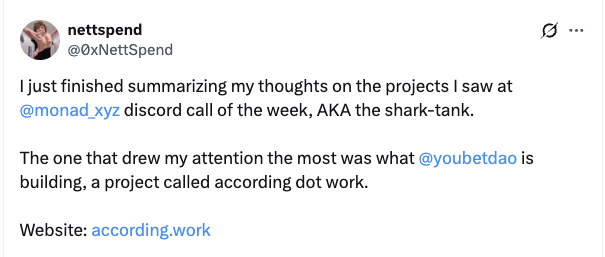 nettspend
@0xNettSpend
I just finished summarizing my thoughts on the projects I saw at
@monad_xyz discord call of the week, AKA the shark-tank.
The one that drew my attention the most was what @youbetdao is
building, a project called according dot work.
Website: according.work